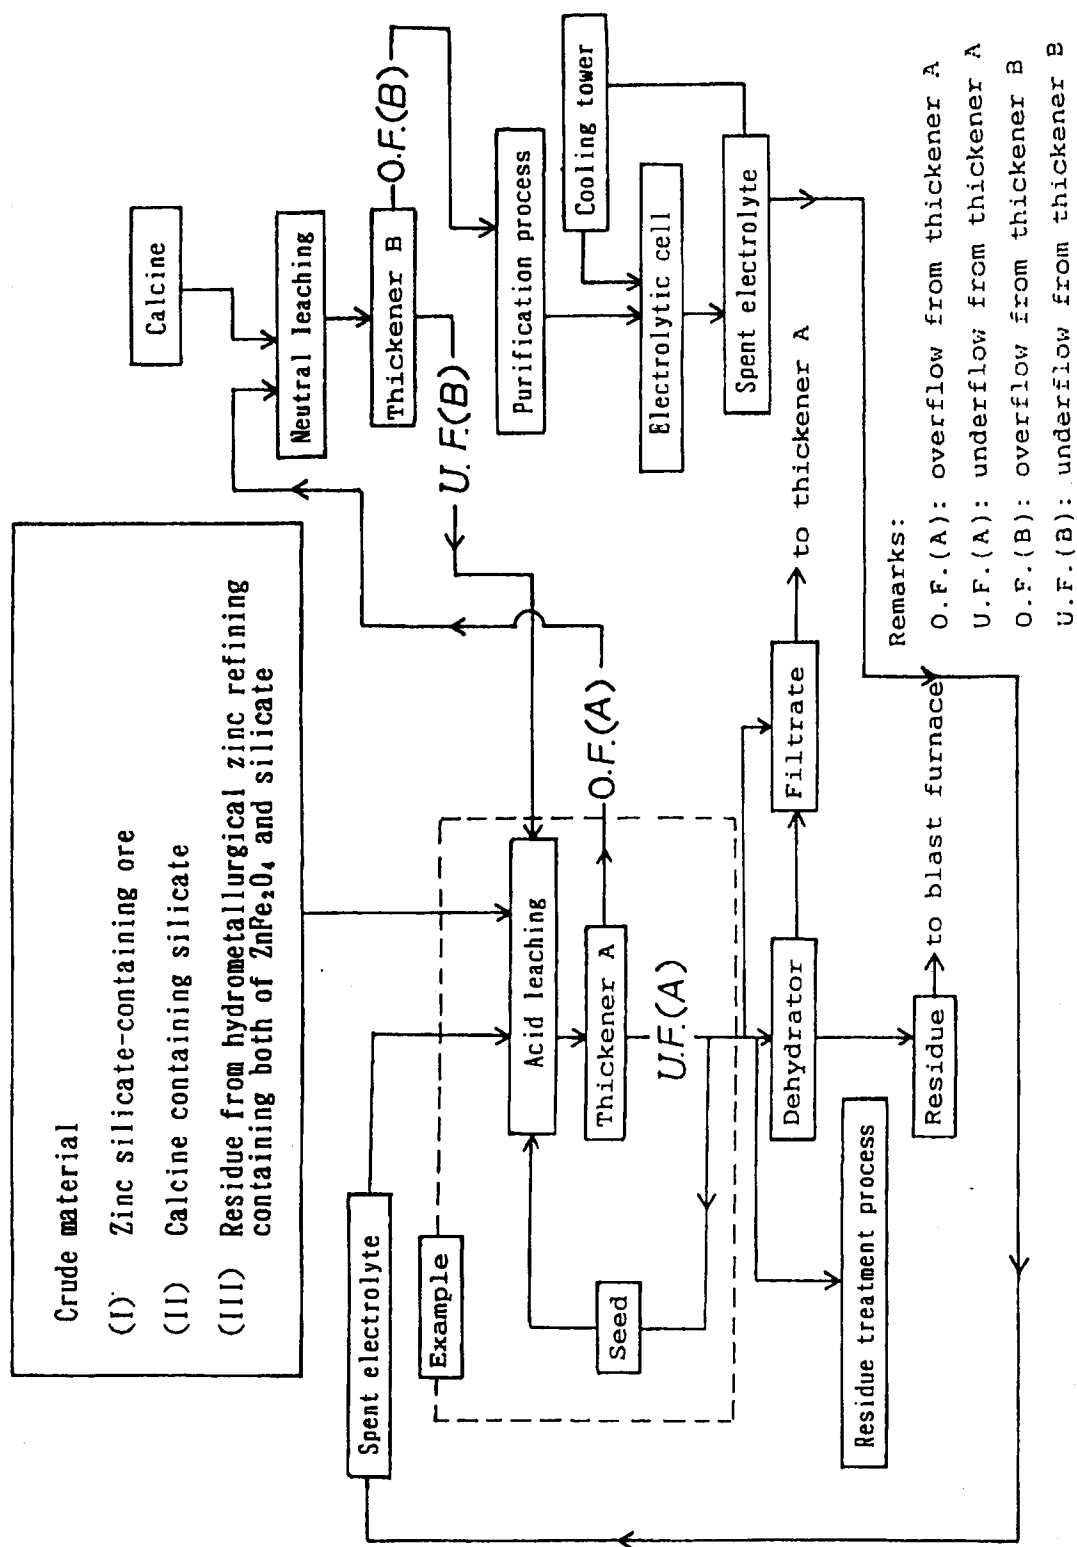 Crude material
(I) Zinc silicate-containing ore
(II) Calcine containing silicate
(III) Residue from hydrometallurgical zinc refining
containing both of ZnFe₂O₄ and silicate
Calcine
Neutral leaching
Thickener B
O.F.(B)
U.F.(B)
Purification process
Cooling tower
Electrolytic cell
Spent electrolyte
Spent electrolyte
Example
Acid leaching
Thickener A
O.F.(A)
U.F.(A)
Seed
Dehydrator
Filtrate
to thickener A
Residue treatment process
Residue
to blast furnace
Remarks:
O.F.(A): overflow from thickener A
U.F.(A): underflow from thickener A
O.F.(B): overflow from thickener B
U.F.(B): underflow from thickener B